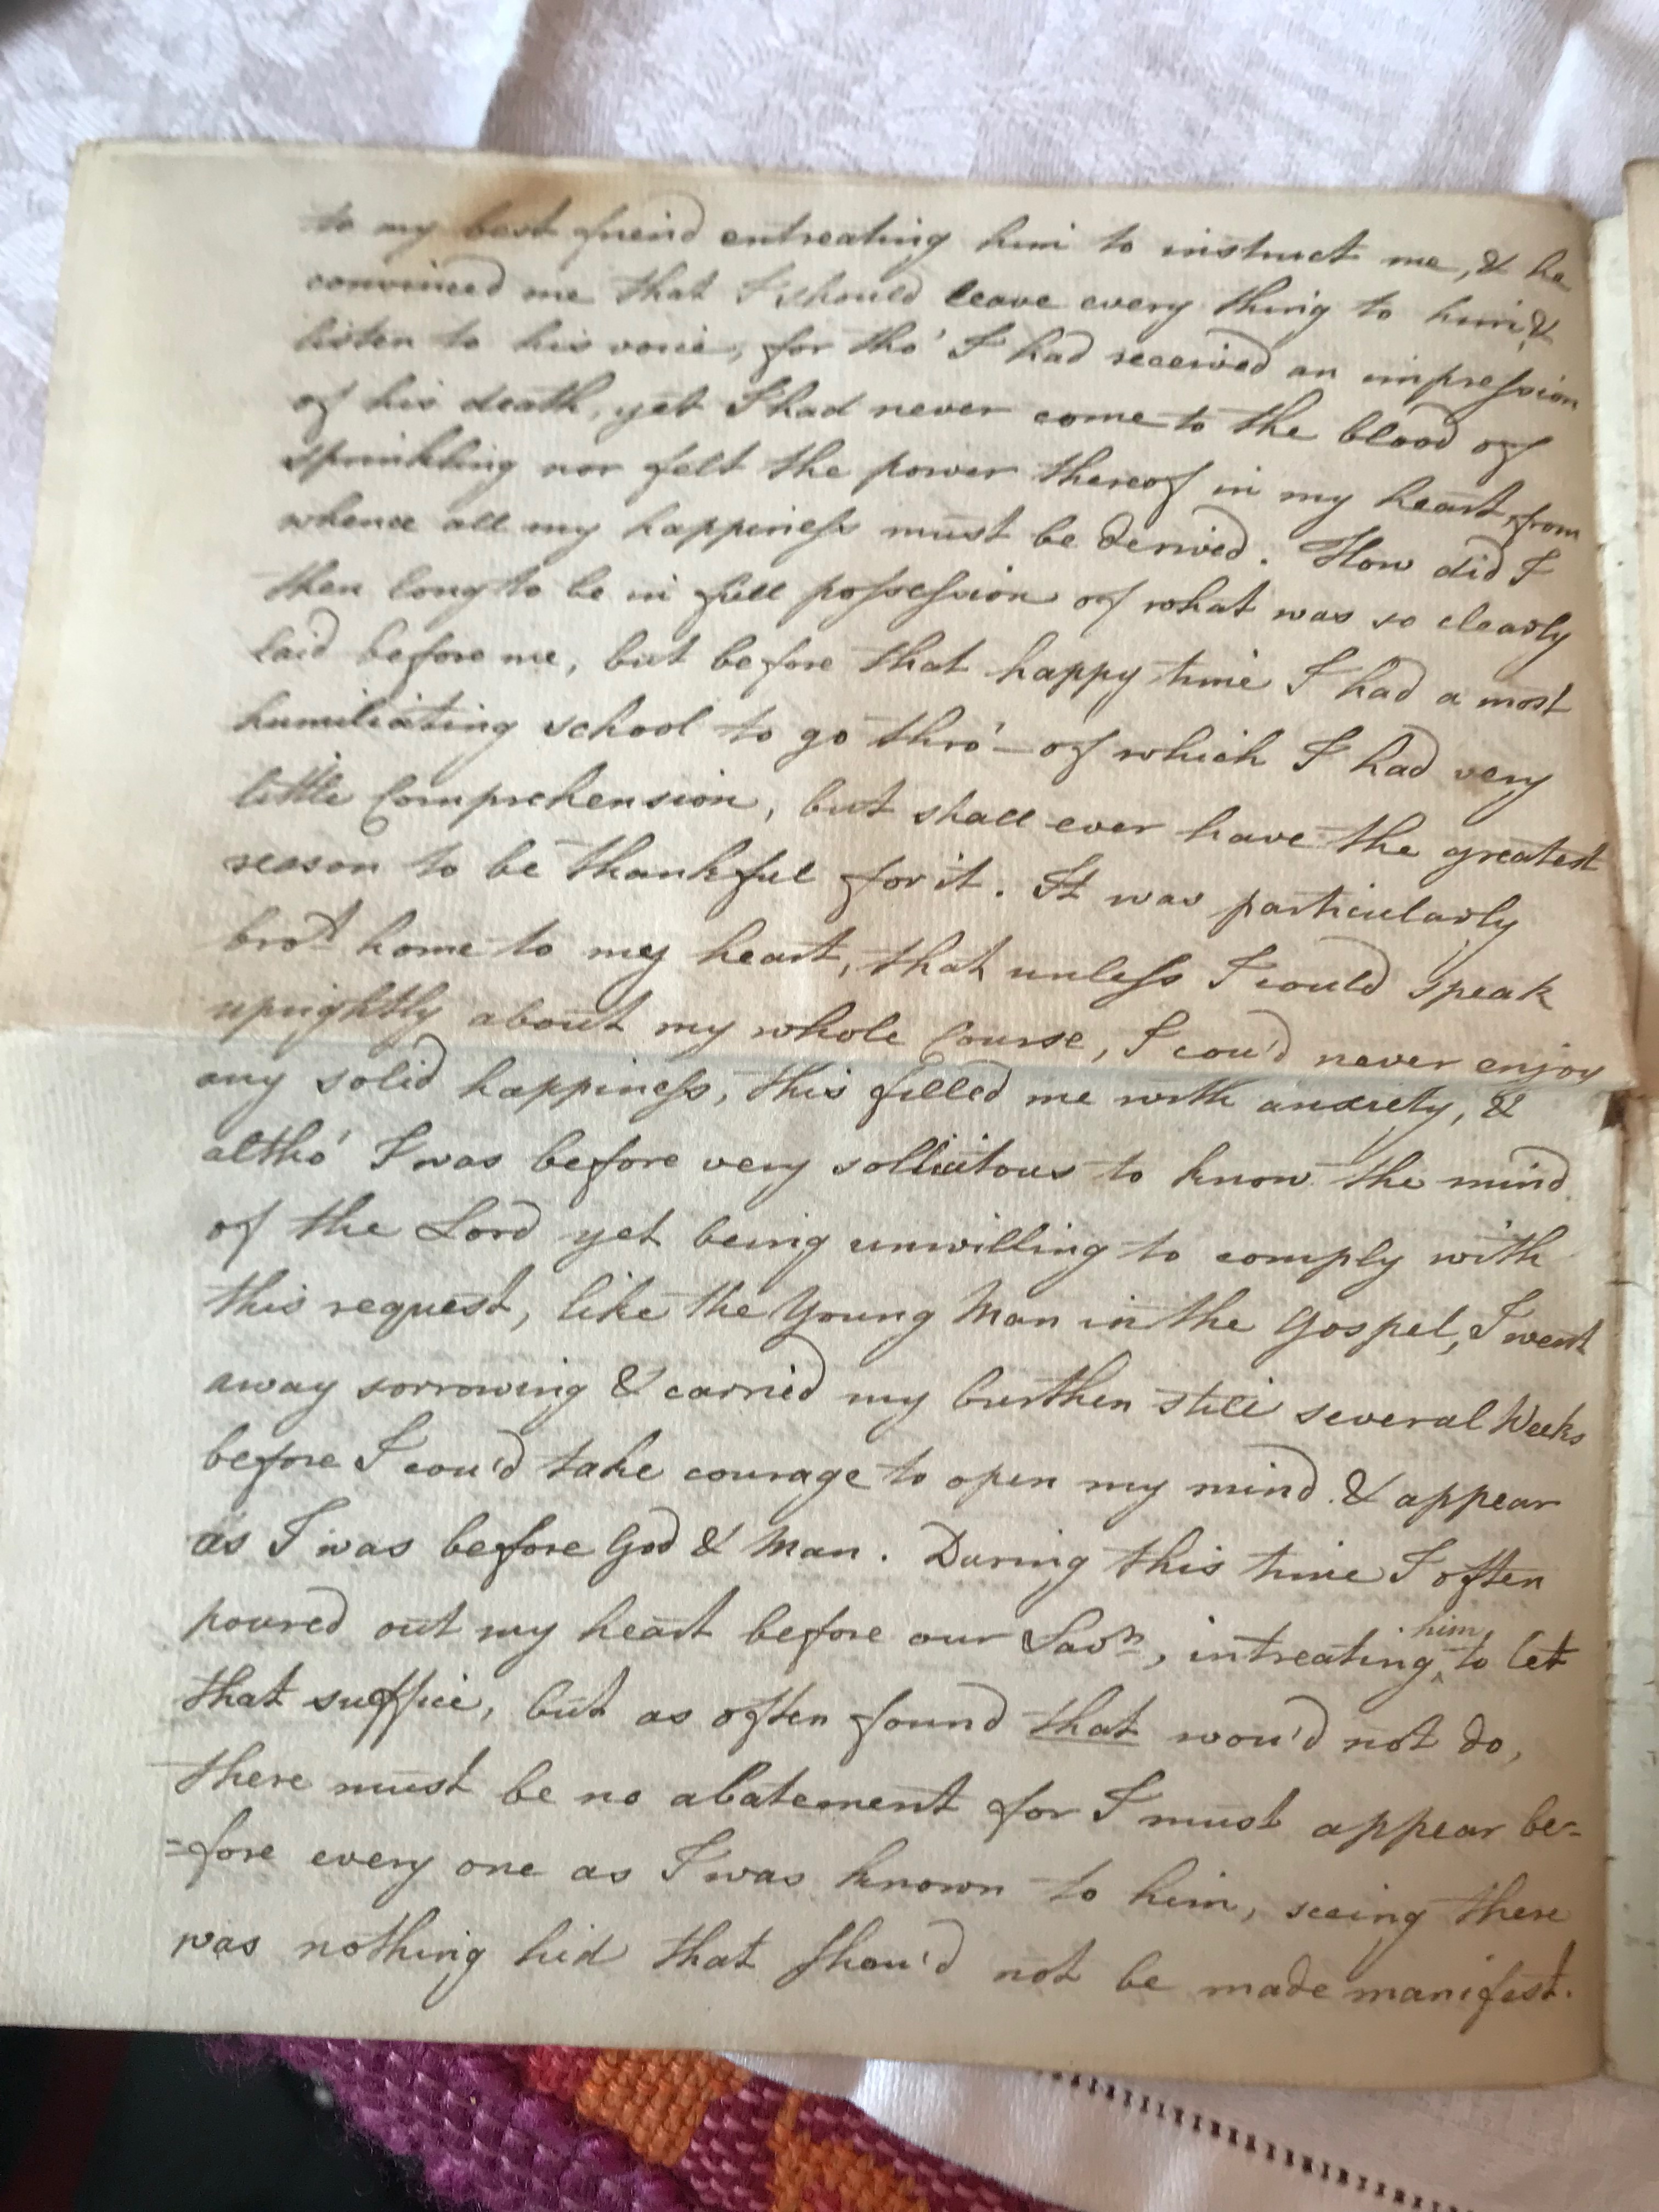 to my best friend entreating him to instruct me, & he
convinced me that I should leave every thing to him, &
listen to his voice, for tho' I had received an impression
of his death, yet I had never come to the blood of
sprinkling nor felt the power thereof in my heart, from
whence all my happiness must be derived. How did I
then long to be in full possession of what was so clearly
laid before me, but before that happy time I had a most
humiliating school to go thro' - of which I had very
little Comprehension, but shall ever have the greatest
reason to be thankful for it. It was particularly
brot home to my heart, that unless I would speak
uprightly about my whole Course, I cou'd never enjoy
any solid happiness, this filled me with anxiety, &
altho' I was before very sollicitous to know the mind
of the Lord yet being unwilling to comply with
this request, like the Young Man in the Gospel, I went
away sorrowing & carried my burthen still several Weeks
before I cou'd take courage to open my mind & appear
as I was before God & Man. During this time I often
poured out my heart before our Savr, intreating him to let
that suffice, but as often found that wou'd not do,
there must be no abatement for I must appear be-
=fore every one as I was known to him, seeing there
was nothing hid that shou'd not be made manifest.